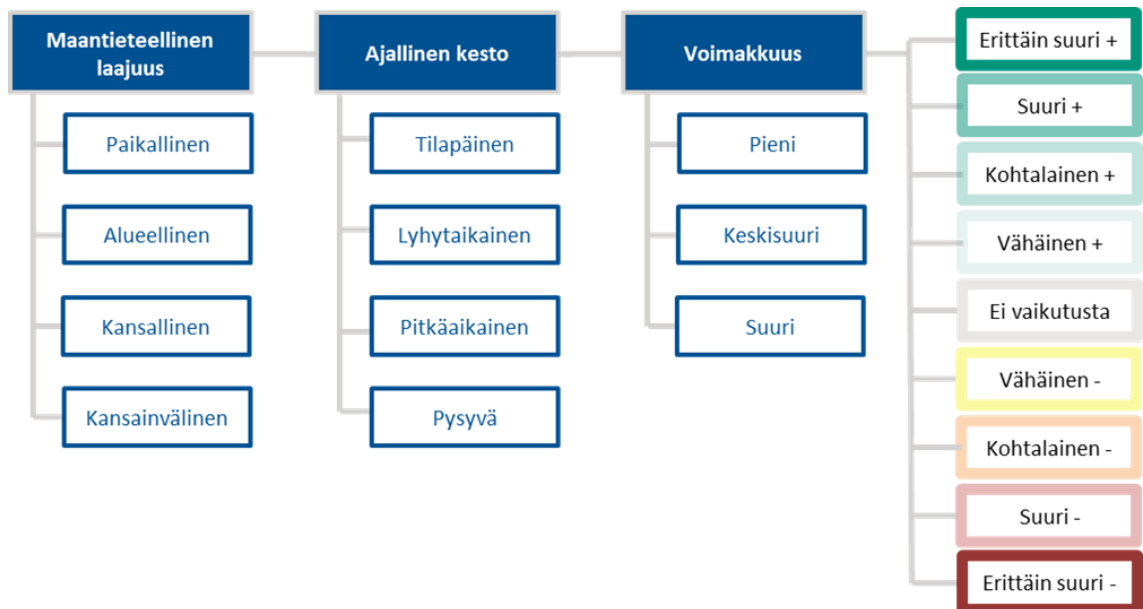 Maantieteellinen
laajuus
Paikallinen
Alueellinen
Kansallinen
Kansainvälinen
Ajallinen kesto
Tilapäinen
Lyhytaikainen
Pitkäaikainen
Pysyvä
Voimakkuus
Pieni
Keskisuuri
Suuri
Erittäin suuri +
Suuri +
Kohtalainen +
Vähäinen +
Ei vaikutusta
Vähäinen -
Kohtalainen -
Suuri -
Erittäin suuri -